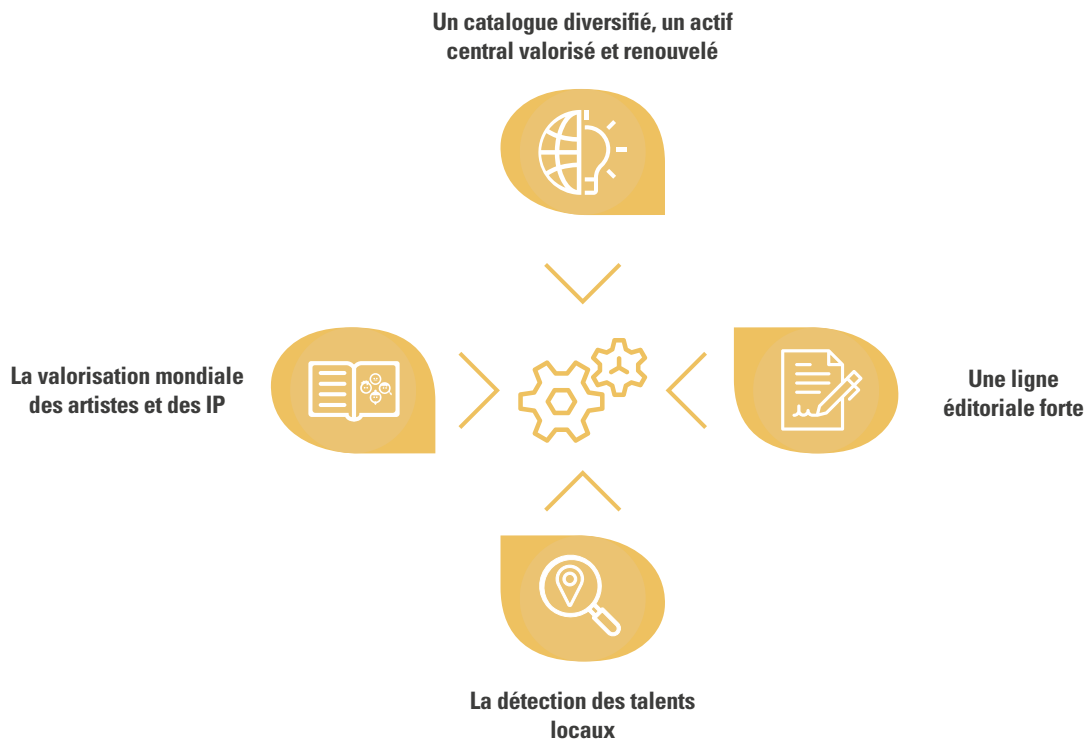 Un catalogue diversifié, un actif
central valorisé et renouvelé
La valorisation mondiale
des artistes et des IP
Une ligne
éditoriale forte
La détection des talents
locaux